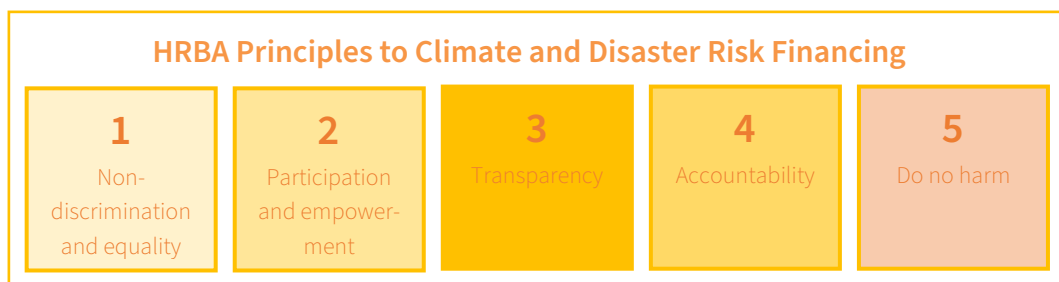 HRBA Principles to Climate and Disaster Risk Financing
1
Non-
discrimination
and equality
2
Participation
and empower-
ment
3
Transparency
4
Accountability
5
Do no harm